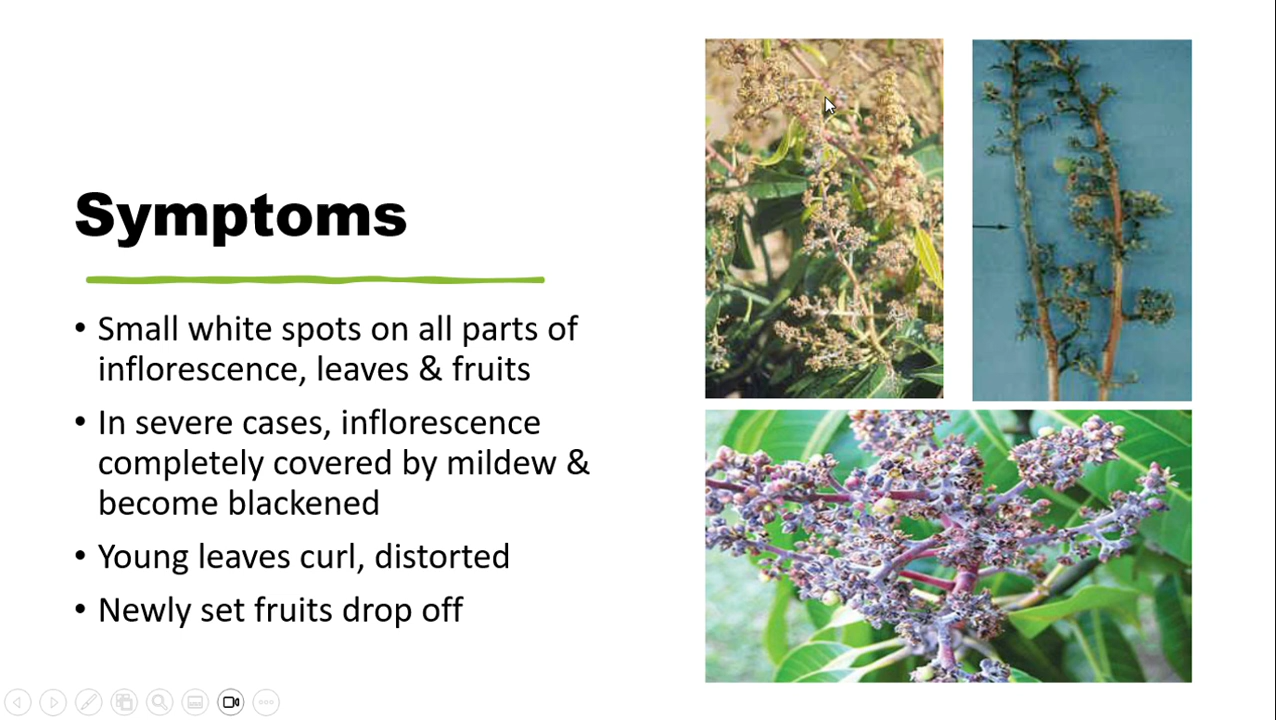 Symptoms
• Small white spots on all parts of
inflorescence, leaves & fruits
• In severe cases, inflorescence
completely covered by mildew &
become blackened
• Young leaves curl, distorted
• Newly set fruits drop off